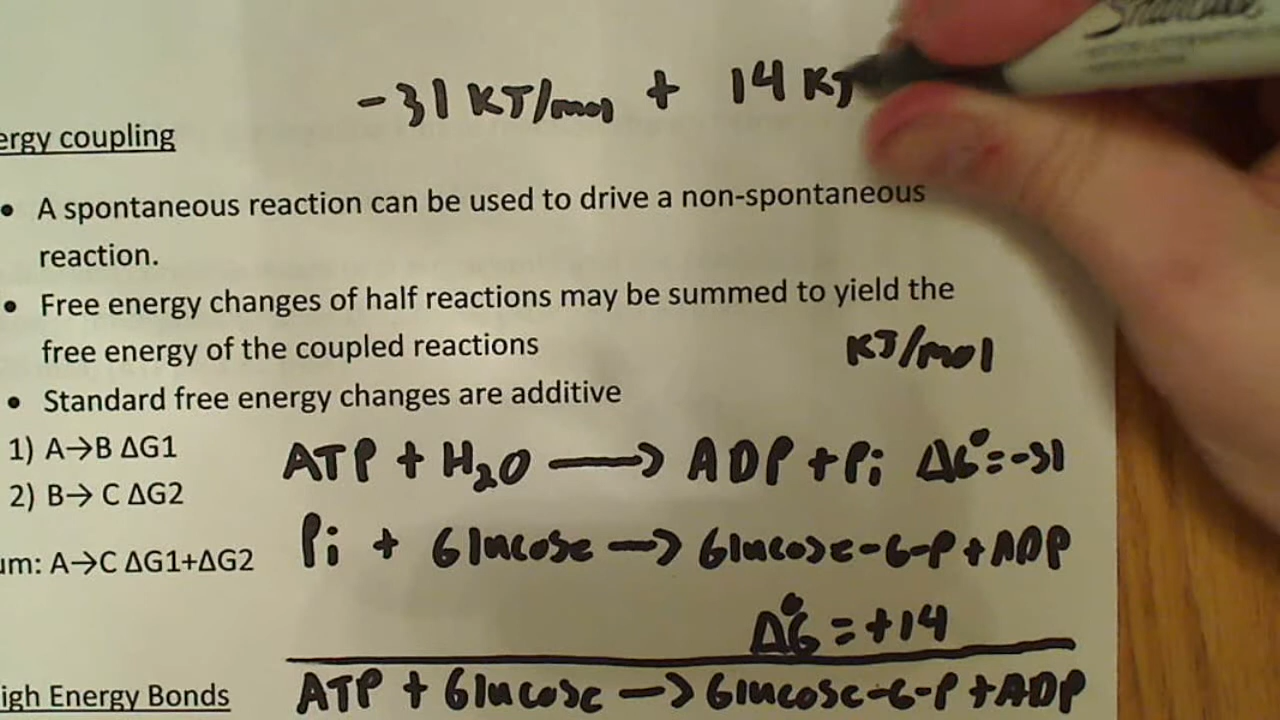 -31 KJ/mol + 14 KJ
ergy coupling
• A spontaneous reaction can be used to drive a non-spontaneous
reaction.
• Free energy changes of half reactions may be summed to yield the
free energy of the coupled reactions
KJ/mol
• Standard free energy changes are additive
1) A→B ΔG1
ATP + H2O → ADP + Pi ΔG°=-31
2) B→ C ΔG2
Pi + Glucose → Glucose-6-P + ADP
um: A→C ΔG1+ΔG2
ΔG° = +14
igh Energy Bonds
ATP + Glucose → Glucose-6-P + ADP